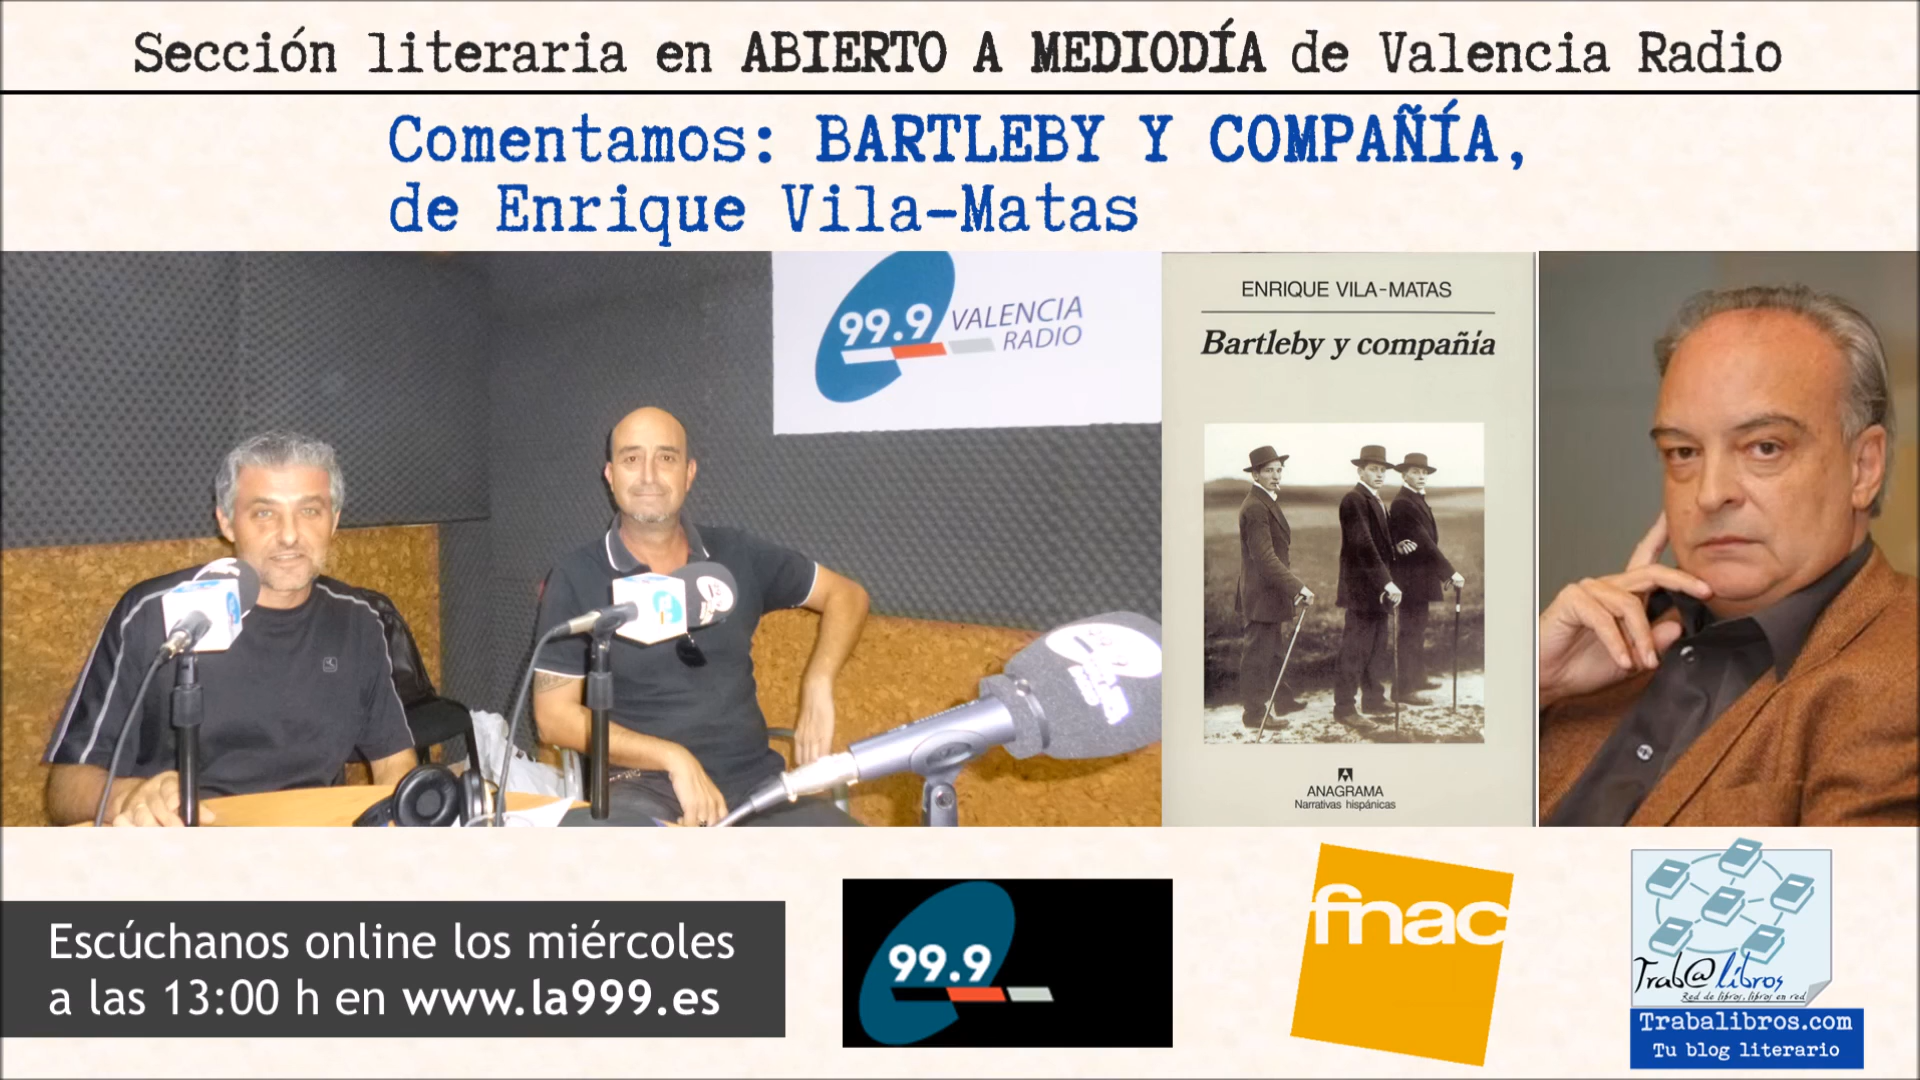 Sección literaria en ABIERTO A MEDIODÍA de Valencia Radio
Comentamos: BARTLEBY Y COMPAÑÍA,
de Enrique Vila-Matas
99.9 VALENCIA
RADIO
ENRIQUE VILA-MATAS
Bartleby y compañía
ANAGRAMA
Narrativas hispánicas
Escúchanos online los miércoles
a las 13:00 h en www.la999.es
99.9
fnac
Trab@libros
Red de libros, libros en red
Trabalibros.com
Tu blog literario